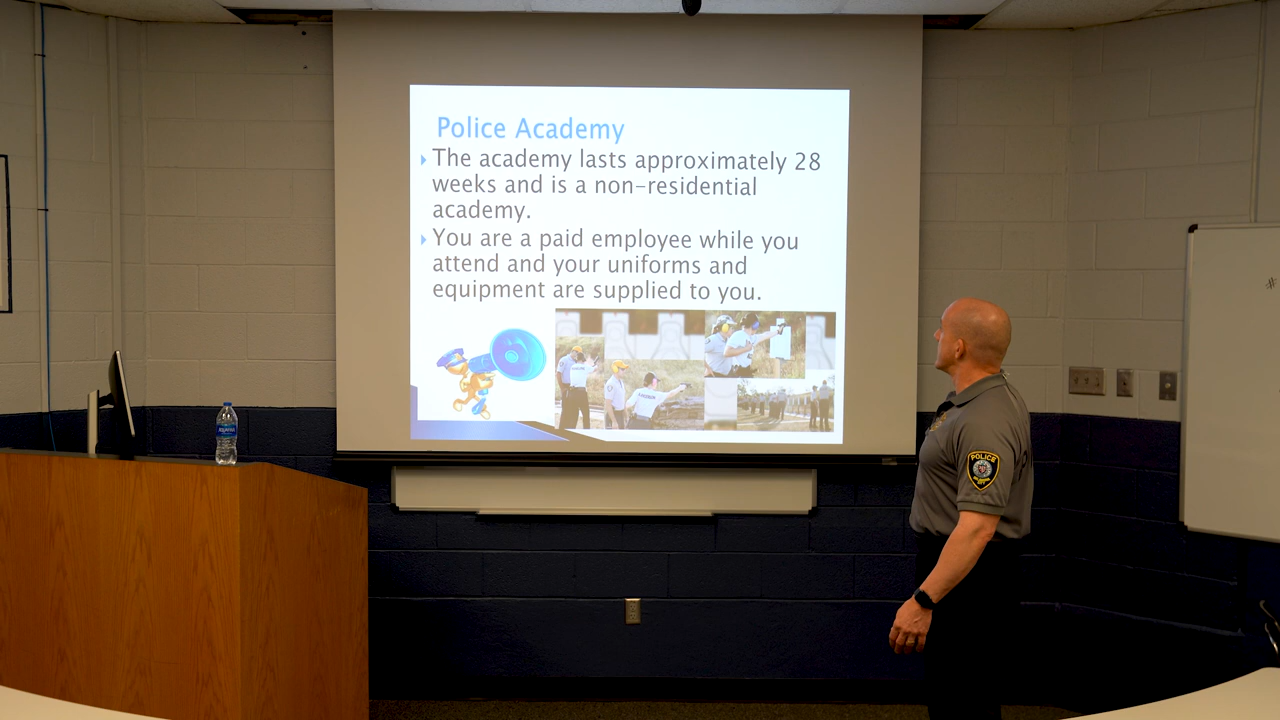 Police Academy
The academy lasts approximately 28
weeks and is a non-residential
academy.
You are a paid employee while you
attend and your uniforms and
equipment are supplied to you.
POLICE